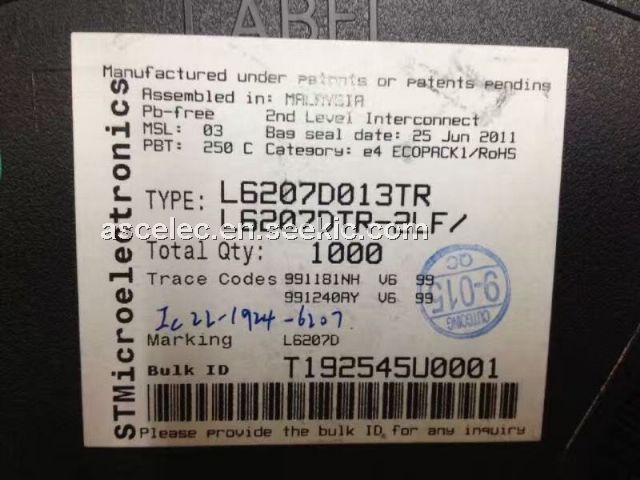 LABEL
Manufactured under patents or patents pending
Assembled in: MALAYSIA
Pb-free 2nd Level Interconnect
MSL: 03 Bag seal date: 25 Jun 2011
PBT: 250 C Category: e4 ECOPACK1/RoHS
STMicroelectronics
TYPE: L6207D013TR
L6207DTR-2LF/
ascelec.en.seekic.com
Total Qty: 1000
Trace Codes 991181NH V6 99
991240AY V6 99
QC
9-015
OUTGOING
Ic22-1924-6207
Marking L6207D
Bulk ID T192545U0001
Please provide the bulk ID for any inquiry